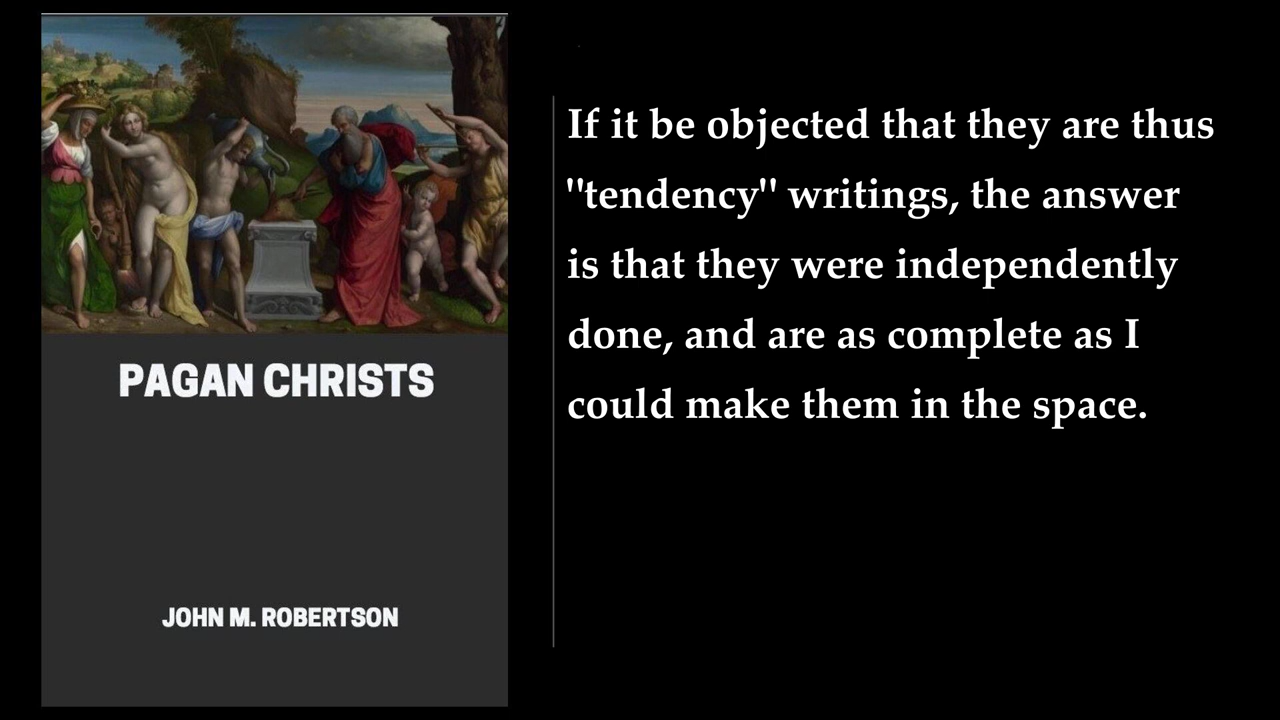 PAGAN CHRISTS
JOHN M. ROBERTSON
If it be objected that they are thus
"tendency" writings, the answer
is that they were independently
done, and are as complete as I
could make them in the space.